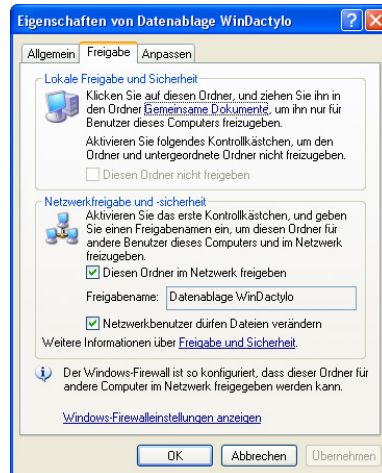 Eigenschaften von Datenablage WinDactylo
Allgemein Freigabe Anpassen
Lokale Freigabe und Sicherheit
Klicken Sie auf diesen Ordner, und ziehen Sie ihn in
den Ordner Gemeinsame Dokumente, um ihn nur für
Benutzer dieses Computers freizugeben.
Aktivieren Sie folgendes Kontrollkästchen, um den
Ordner und untergeordnete Ordner nicht freizugeben.
Diesen Ordner nicht freigeben
Netzwerkfreigabe und -sicherheit
Aktivieren Sie das erste Kontrollkästchen, und geben
Sie einen Freigabenamen ein, um diesen Ordner für
andere Benutzer dieses Computers und im Netzwerk
freizugeben.
Diesen Ordner im Netzwerk freigeben
Freigabename: Datenablage WinDactylo
Netzwerkbenutzer dürfen Dateien verändern
Weitere Informationen über Freigabe und Sicherheit.
Der Windows-Firewall ist so konfiguriert, dass dieser Ordner für
andere Computer im Netzwerk freigegeben werden kann.
Windows-Firewalleinstellungen anzeigen
OK Abbrechen Übernehmen